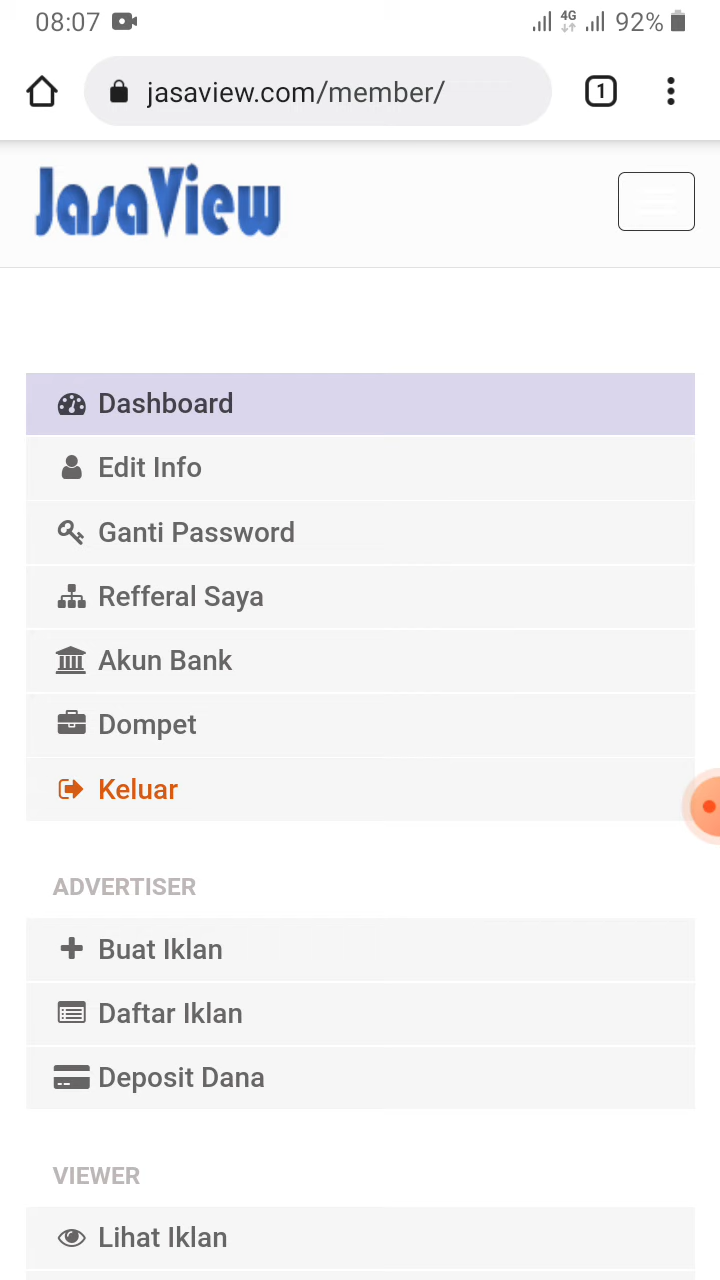 08:07
4G
92%
jasaview.com/member/
1
JasaView
Dashboard
Edit Info
Ganti Password
Refferal Saya
Akun Bank
Dompet
Keluar
ADVERTISER
Buat Iklan
Daftar Iklan
Deposit Dana
VIEWER
Lihat Iklan